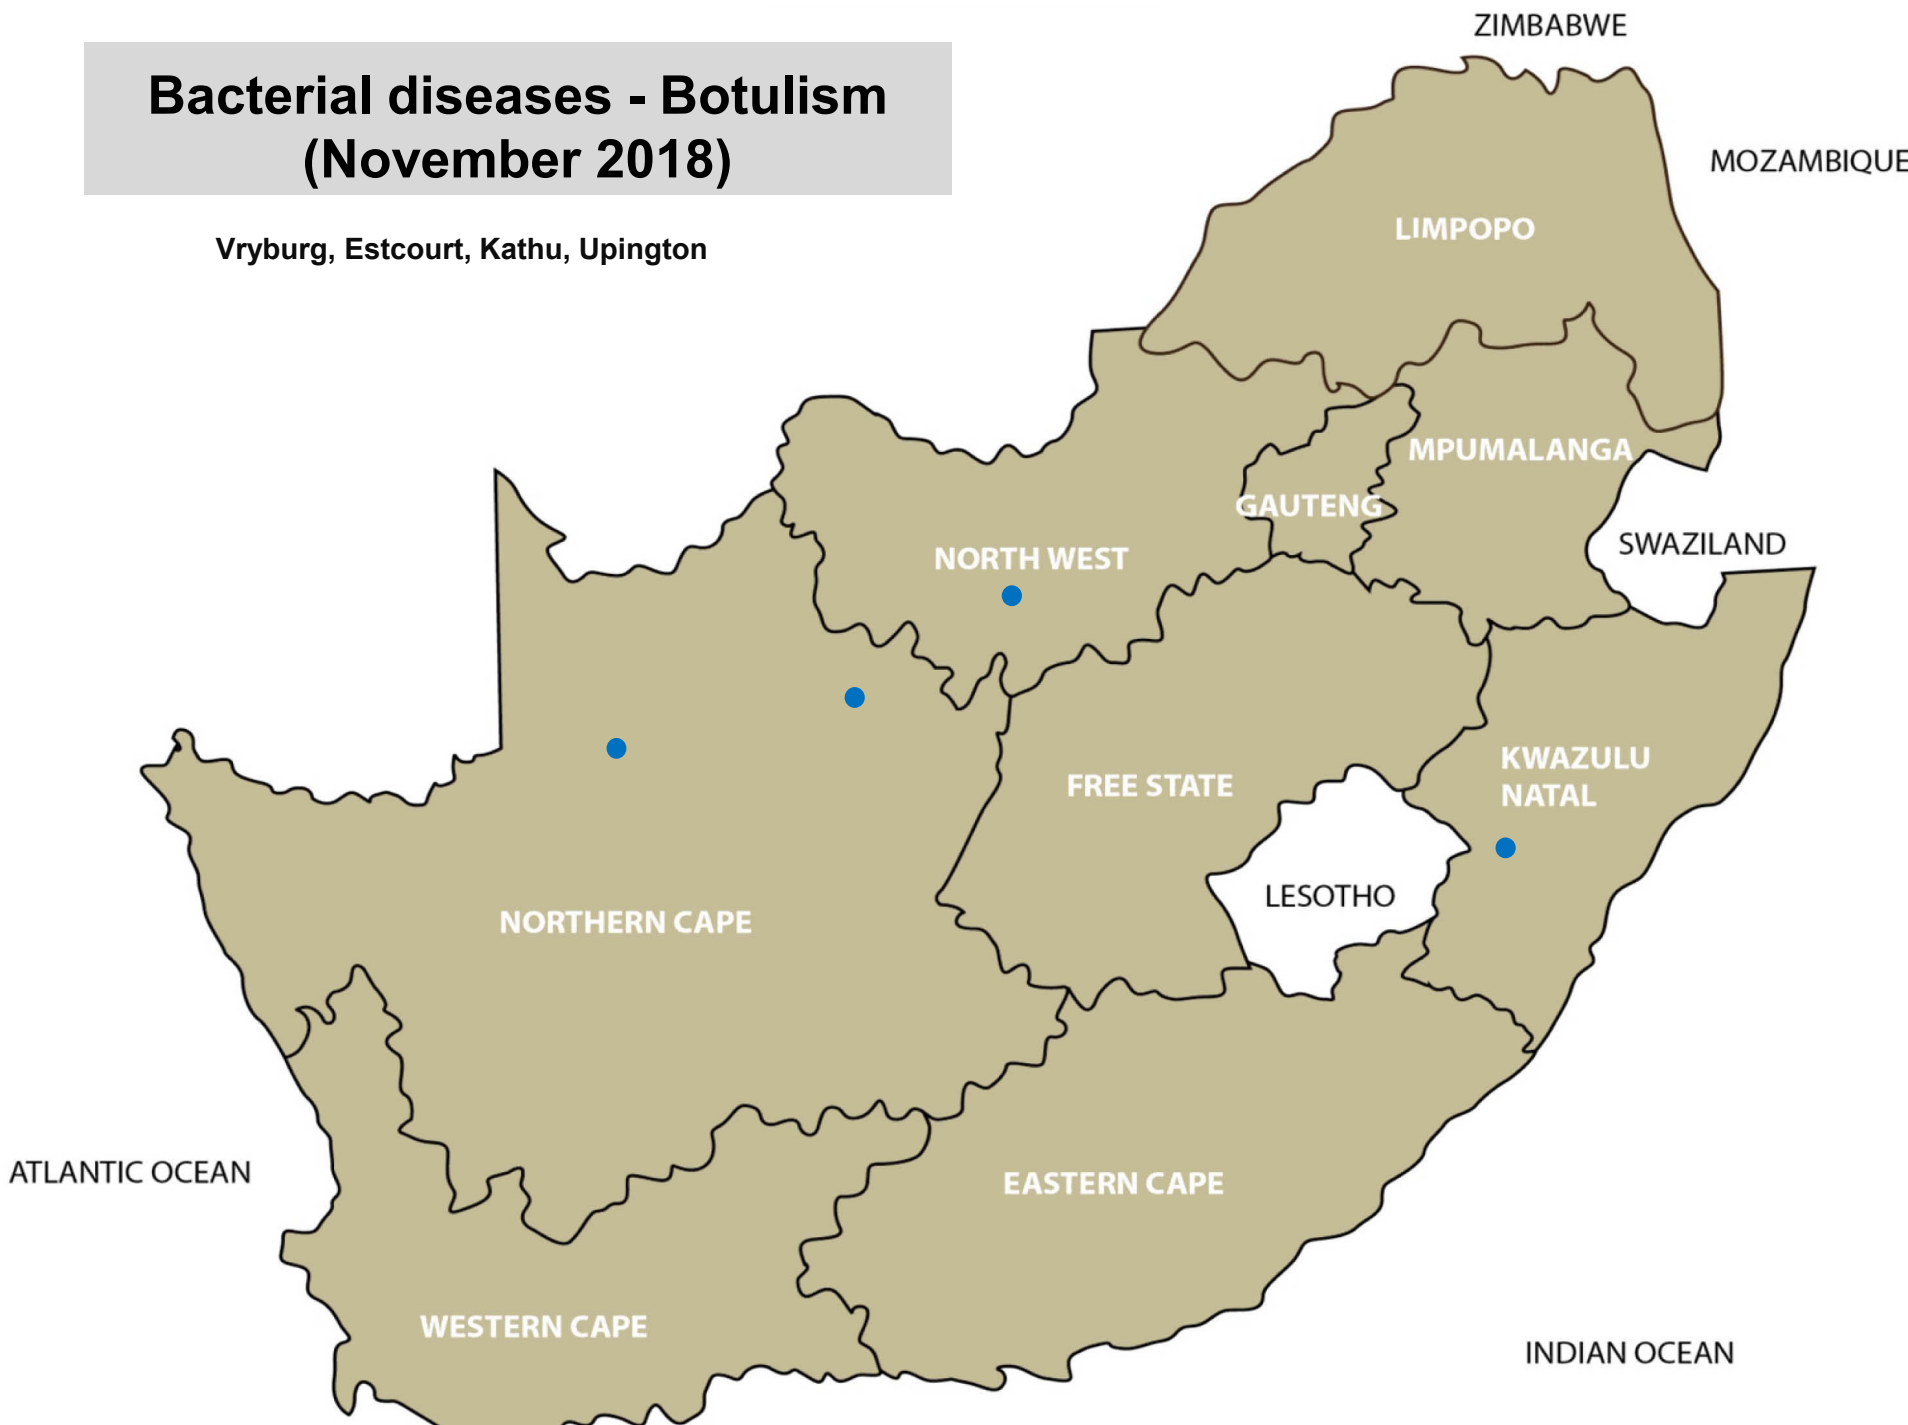 Bacterial diseases - Botulism
(November 2018)
Vryburg, Estcourt, Kathu, Upington
ZIMBABWE
MOZAMBIQUE
LIMPOPO
MPUMALANGA
GAUTENG
SWAZILAND
NORTH WEST
KWAZULU
NATAL
FREE STATE
LESOTHO
NORTHERN CAPE
ATLANTIC OCEAN
EASTERN CAPE
WESTERN CAPE
INDIAN OCEAN